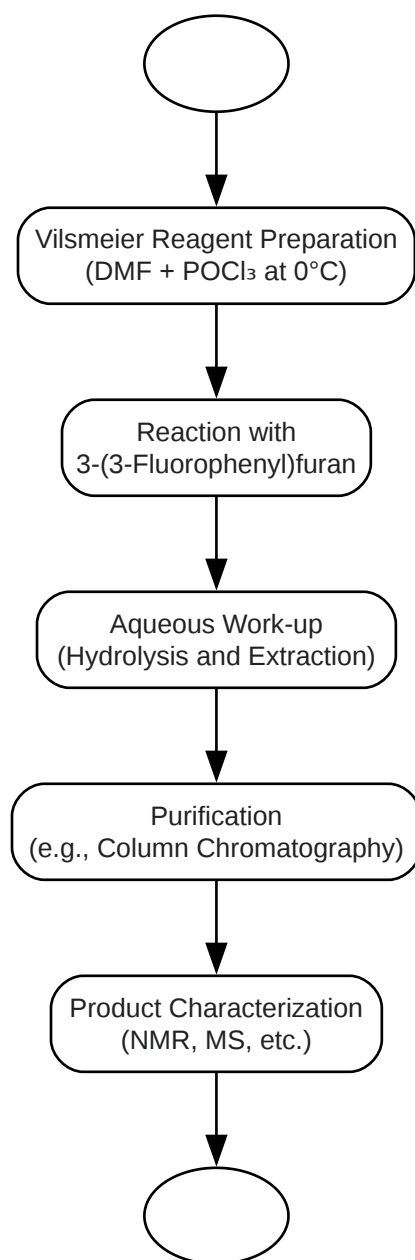 Vilsmeier Reagent Preparation
(DMF + POCl₃ at 0°C)
Reaction with
3-(3-Fluorophenyl)furan
Aqueous Work-up
(Hydrolysis and Extraction)
Purification
(e.g., Column Chromatography)
Product Characterization
(NMR, MS, etc.)